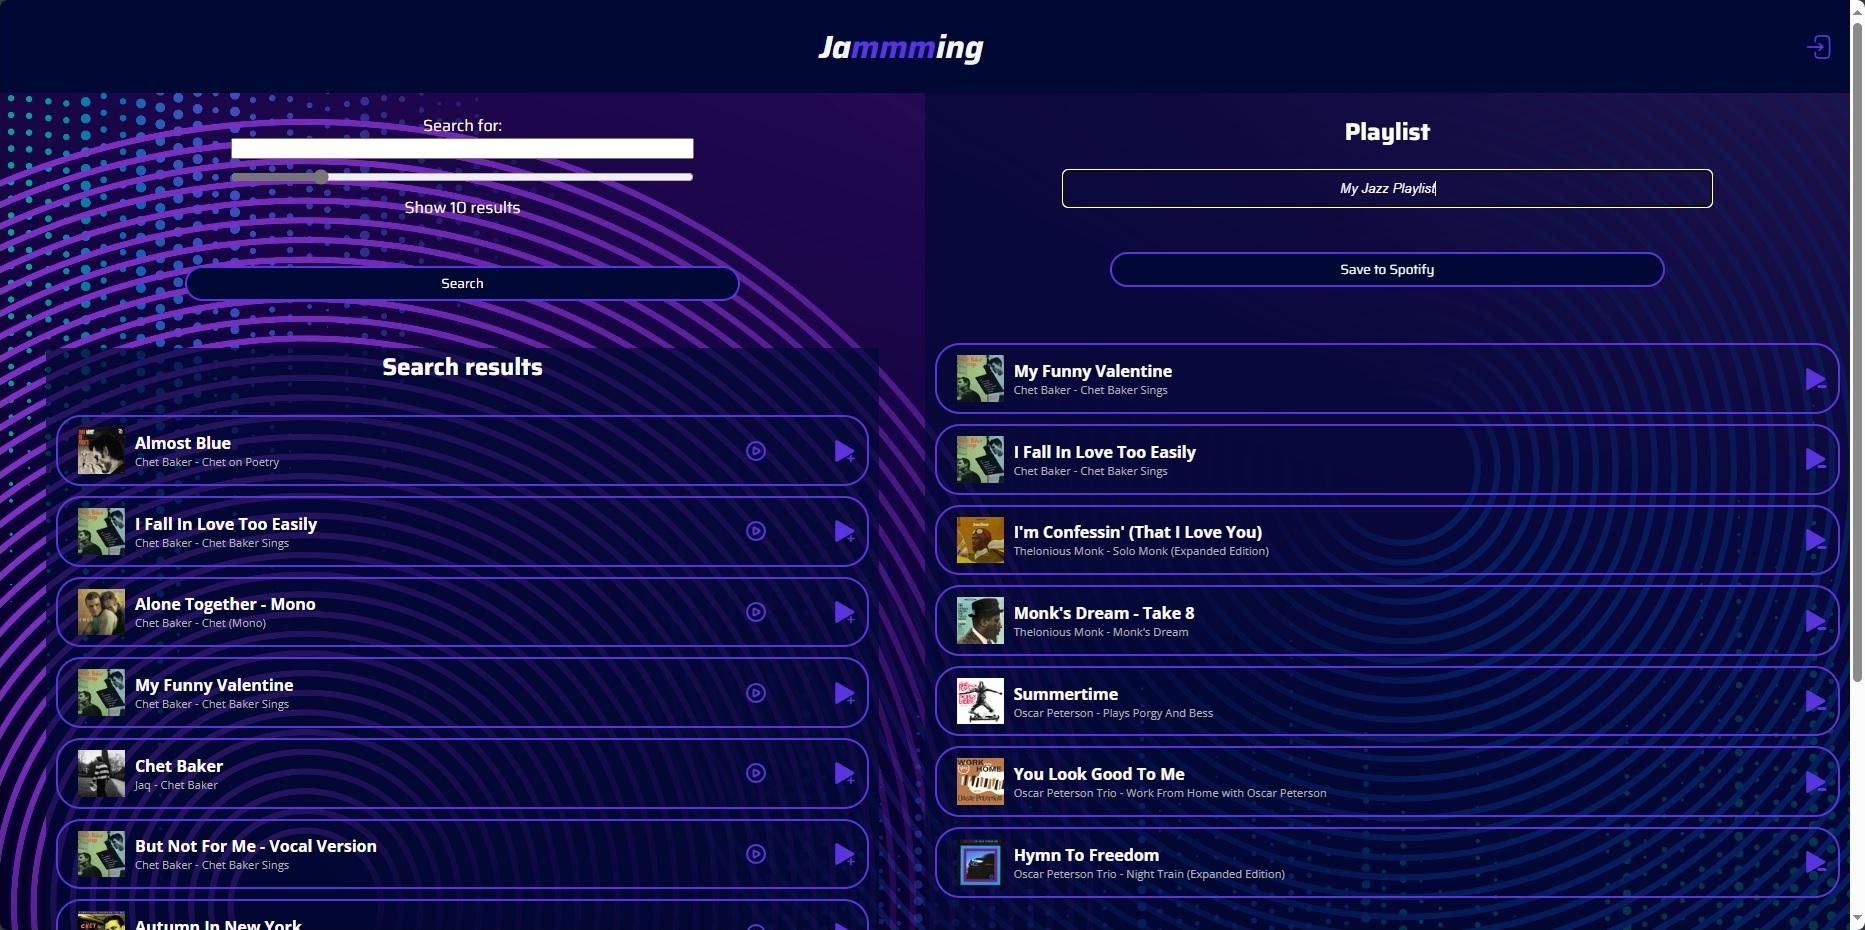 Jammming
Search for:
Show 10 results
Search
Search results
Almost Blue
Chet Baker - Chet on Poetry
I Fall In Love Too Easily
Chet Baker - Chet Baker Sings
Alone Together - Mono
Chet Baker - Chet (Mono)
My Funny Valentine
Chet Baker - Chet Baker Sings
Chet Baker
Jaq - Chet Baker
But Not For Me - Vocal Version
Chet Baker - Chet Baker Sings
Autumn In New York
Playlist
My Jazz Playlist
Save to Spotify
My Funny Valentine
Chet Baker - Chet Baker Sings
I Fall In Love Too Easily
Chet Baker - Chet Baker Sings
I'm Confessin' (That I Love You)
Thelonious Monk - Solo Monk (Expanded Edition)
Monk's Dream - Take 8
Thelonious Monk - Monk's Dream
Summertime
Oscar Peterson - Plays Porgy And Bess
WORK
HOME
You Look Good To Me
Oscar Peterson Trio - Work From Home with Oscar Peterson
Hymn To Freedom
Oscar Peterson Trio - Night Train (Expanded Edition)